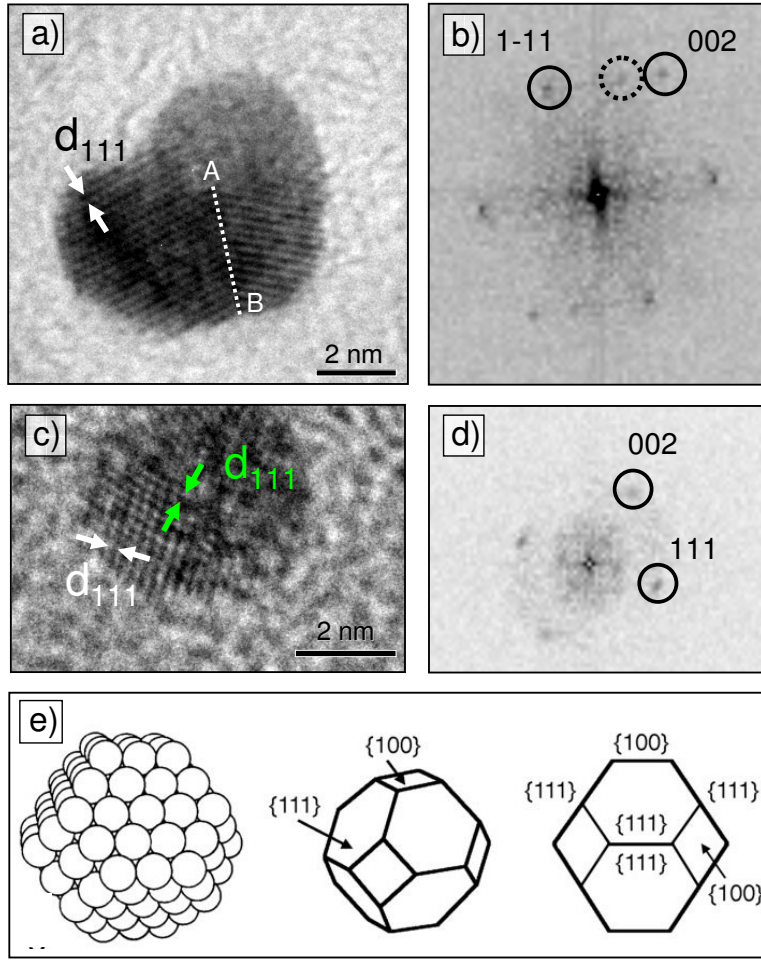 a)
d111
A
B
2 nm
b)
1-11
002
c)
d111
d111
2 nm
d)
002
111
e)
{111}
{100}
{100}
{111}
{111}
{111}
{111}
{100}